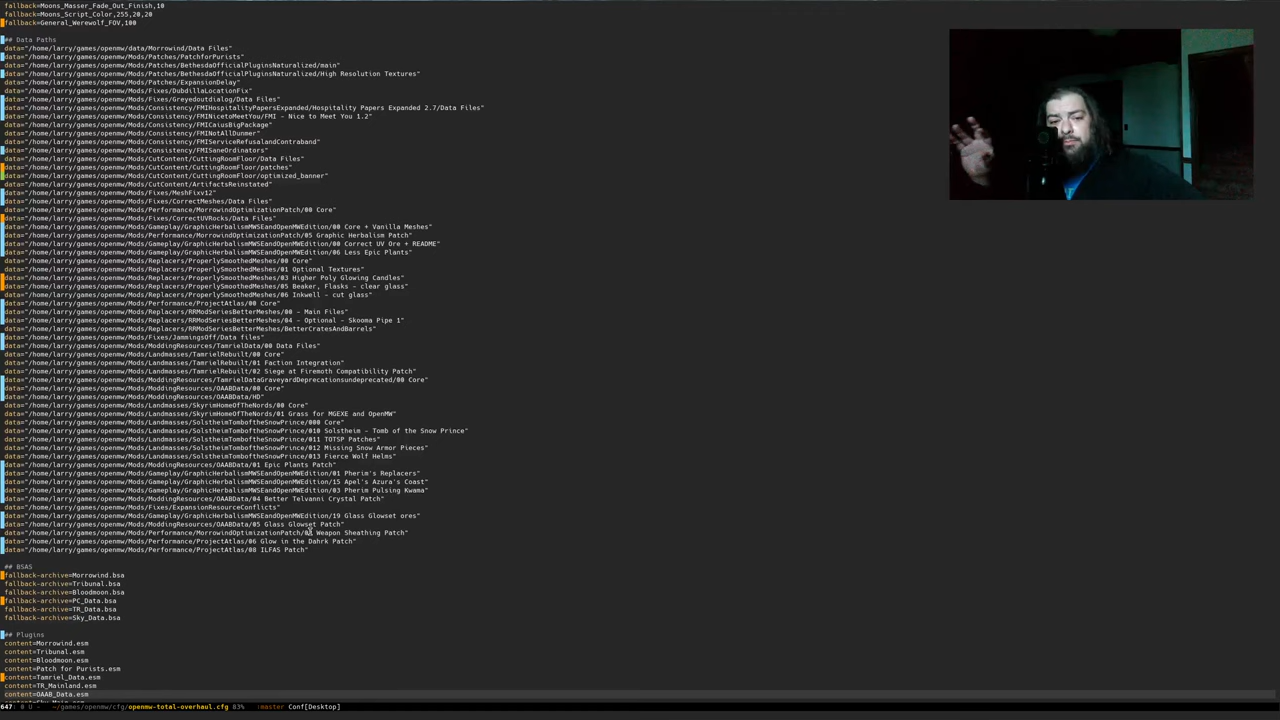 fallback=Moons_Masser_Fade_Out_Finish,10
fallback=Moons_Script_Color,255,20,20
fallback=General_Werewolf_FOV,100
## Data Paths
data="/home/larry/games/openmw/data/Morrowind/Data Files"
data="/home/larry/games/openmw/Mods/Patches/PatchforPurists"
data="/home/larry/games/openmw/Mods/Patches/BethesdaOfficialPluginsNaturalized/main"
data="/home/larry/games/openmw/Mods/Patches/BethesdaOfficialPluginsNaturalized/High Resolution Textures"
data="/home/larry/games/openmw/Mods/Patches/ExpansionDelay"
data="/home/larry/games/openmw/Mods/Fixes/DubdillaLocationFix"
data="/home/larry/games/openmw/Mods/Fixes/Greyedoutdialog/Data Files"
data="/home/larry/games/openmw/Mods/Consistency/FMIHospitalityPapersExpanded/Hospitality Papers Expanded 2.7/Data Files"
data="/home/larry/games/openmw/Mods/Consistency/FMINicetoMeetYou/FMI - Nice to Meet You 1.2"
data="/home/larry/games/openmw/Mods/Consistency/FMICaiusBigPackage"
data="/home/larry/games/openmw/Mods/Consistency/FMINotAllDunmer"
data="/home/larry/games/openmw/Mods/Consistency/FMIServiceRefusalandContraband"
data="/home/larry/games/openmw/Mods/Consistency/FMISaneOrdinators"
data="/home/larry/games/openmw/Mods/CutContent/CuttingRoomFloor/Data Files"
data="/home/larry/games/openmw/Mods/CutContent/CuttingRoomFloor/patches"
data="/home/larry/games/openmw/Mods/CutContent/CuttingRoomFloor/optimized_banner"
data="/home/larry/games/openmw/Mods/CutContent/ArtifactsReinstated"
data="/home/larry/games/openmw/Mods/Fixes/MeshFixv12"
data="/home/larry/games/openmw/Mods/Fixes/CorrectMeshes/Data Files"
data="/home/larry/games/openmw/Mods/Performance/MorrowindOptimizationPatch/00 Core"
data="/home/larry/games/openmw/Mods/Fixes/CorrectUVRocks/Data Files"
data="/home/larry/games/openmw/Mods/Gameplay/GraphicHerbalismMWSEandOpenMWEdition/00 Core + Vanilla Meshes"
data="/home/larry/games/openmw/Mods/Performance/MorrowindOptimizationPatch/05 Graphic Herbalism Patch"
data="/home/larry/games/openmw/Mods/Gameplay/GraphicHerbalismMWSEandOpenMWEdition/00 Correct UV Ore + README"
data="/home/larry/games/openmw/Mods/Gameplay/GraphicHerbalismMWSEandOpenMWEdition/06 Less Epic Plants"
data="/home/larry/games/openmw/Mods/Replacers/ProperlySmoothedMeshes/00 Core"
data="/home/larry/games/openmw/Mods/Replacers/ProperlySmoothedMeshes/01 Optional Textures"
data="/home/larry/games/openmw/Mods/Replacers/ProperlySmoothedMeshes/03 Higher Poly Glowing Candles"
data="/home/larry/games/openmw/Mods/Replacers/ProperlySmoothedMeshes/05 Beaker, Flasks - clear glass"
data="/home/larry/games/openmw/Mods/Replacers/ProperlySmoothedMeshes/06 Inkwell - cut glass"
data="/home/larry/games/openmw/Mods/Performance/ProjectAtlas/00 Core"
data="/home/larry/games/openmw/Mods/Replacers/RRModSeriesBetterMeshes/00 - Main Files"
data="/home/larry/games/openmw/Mods/Replacers/RRModSeriesBetterMeshes/04 - Optional - Skooma Pipe 1"
data="/home/larry/games/openmw/Mods/Replacers/RRModSeriesBetterMeshes/BetterCratesAndBarrels"
data="/home/larry/games/openmw/Mods/Fixes/JammingsOff/Data files"
data="/home/larry/games/openmw/Mods/ModdingResources/TamrielData/00 Data Files"
data="/home/larry/games/openmw/Mods/Landmasses/TamrielRebuilt/00 Core"
data="/home/larry/games/openmw/Mods/Landmasses/TamrielRebuilt/01 Faction Integration"
data="/home/larry/games/openmw/Mods/Landmasses/TamrielRebuilt/02 Siege at Firemoth Compatibility Patch"
data="/home/larry/games/openmw/Mods/ModdingResources/TamrielDataGraveyardDeprecationsundeprecated/00 Core"
data="/home/larry/games/openmw/Mods/ModdingResources/OAABData/00 Core"
data="/home/larry/games/openmw/Mods/ModdingResources/OAABData/HD"
data="/home/larry/games/openmw/Mods/Landmasses/SkyrimHomeOfTheNords/00 Core"
data="/home/larry/games/openmw/Mods/Landmasses/SkyrimHomeOfTheNords/01 Grass for MGEXE and OpenMW"
data="/home/larry/games/openmw/Mods/Landmasses/SolstheimTomboftheSnowPrince/000 Core"
data="/home/larry/games/openmw/Mods/Landmasses/SolstheimTomboftheSnowPrince/010 Solstheim - Tomb of the Snow Prince"
data="/home/larry/games/openmw/Mods/Landmasses/SolstheimTomboftheSnowPrince/011 TOTSP Patches"
data="/home/larry/games/openmw/Mods/Landmasses/SolstheimTomboftheSnowPrince/012 Missing Snow Armor Pieces"
data="/home/larry/games/openmw/Mods/Landmasses/SolstheimTomboftheSnowPrince/013 Fierce Wolf Helms"
data="/home/larry/games/openmw/Mods/ModdingResources/OAABData/01 Epic Plants Patch"
data="/home/larry/games/openmw/Mods/Gameplay/GraphicHerbalismMWSEandOpenMWEdition/01 Pherim's Replacers"
data="/home/larry/games/openmw/Mods/Gameplay/GraphicHerbalismMWSEandOpenMWEdition/15 Apel's Azura's Coast"
data="/home/larry/games/openmw/Mods/Gameplay/GraphicHerbalismMWSEandOpenMWEdition/03 Pherim Pulsing Kwama"
data="/home/larry/games/openmw/Mods/ModdingResources/OAABData/04 Better Telvanni Crystal Patch"
data="/home/larry/games/openmw/Mods/Fixes/ExpansionResourceConflicts"
data="/home/larry/games/openmw/Mods/Gameplay/GraphicHerbalismMWSEandOpenMWEdition/19 Glass Glowset ores"
data="/home/larry/games/openmw/Mods/ModdingResources/OAABData/05 Glass Glowset Patch"
data="/home/larry/games/openmw/Mods/Performance/MorrowindOptimizationPatch/ Weapon Sheathing Patch"
data="/home/larry/games/openmw/Mods/Performance/ProjectAtlas/06 Glow in the Dahrk Patch"
data="/home/larry/games/openmw/Mods/Performance/ProjectAtlas/08 ILFAS Patch"
## BSAS
fallback-archive=Morrowind.bsa
fallback-archive=Tribunal.bsa
fallback-archive=Bloodmoon.bsa
fallback-archive=PC_Data.bsa
fallback-archive=TR_Data.bsa
fallback-archive=Sky_Data.bsa
## Plugins
content=Morrowind.esm
content=Tribunal.esm
content=Bloodmoon.esm
content=Patch for Purists.esm
content=Tamriel_Data.esm
content=TR_Mainland.esm
content=OAAB_Data.esm
647: 0 U - ~/games/openmw/cfg/openmw-total-overhaul.cfg 83% :master Conf[Desktop]